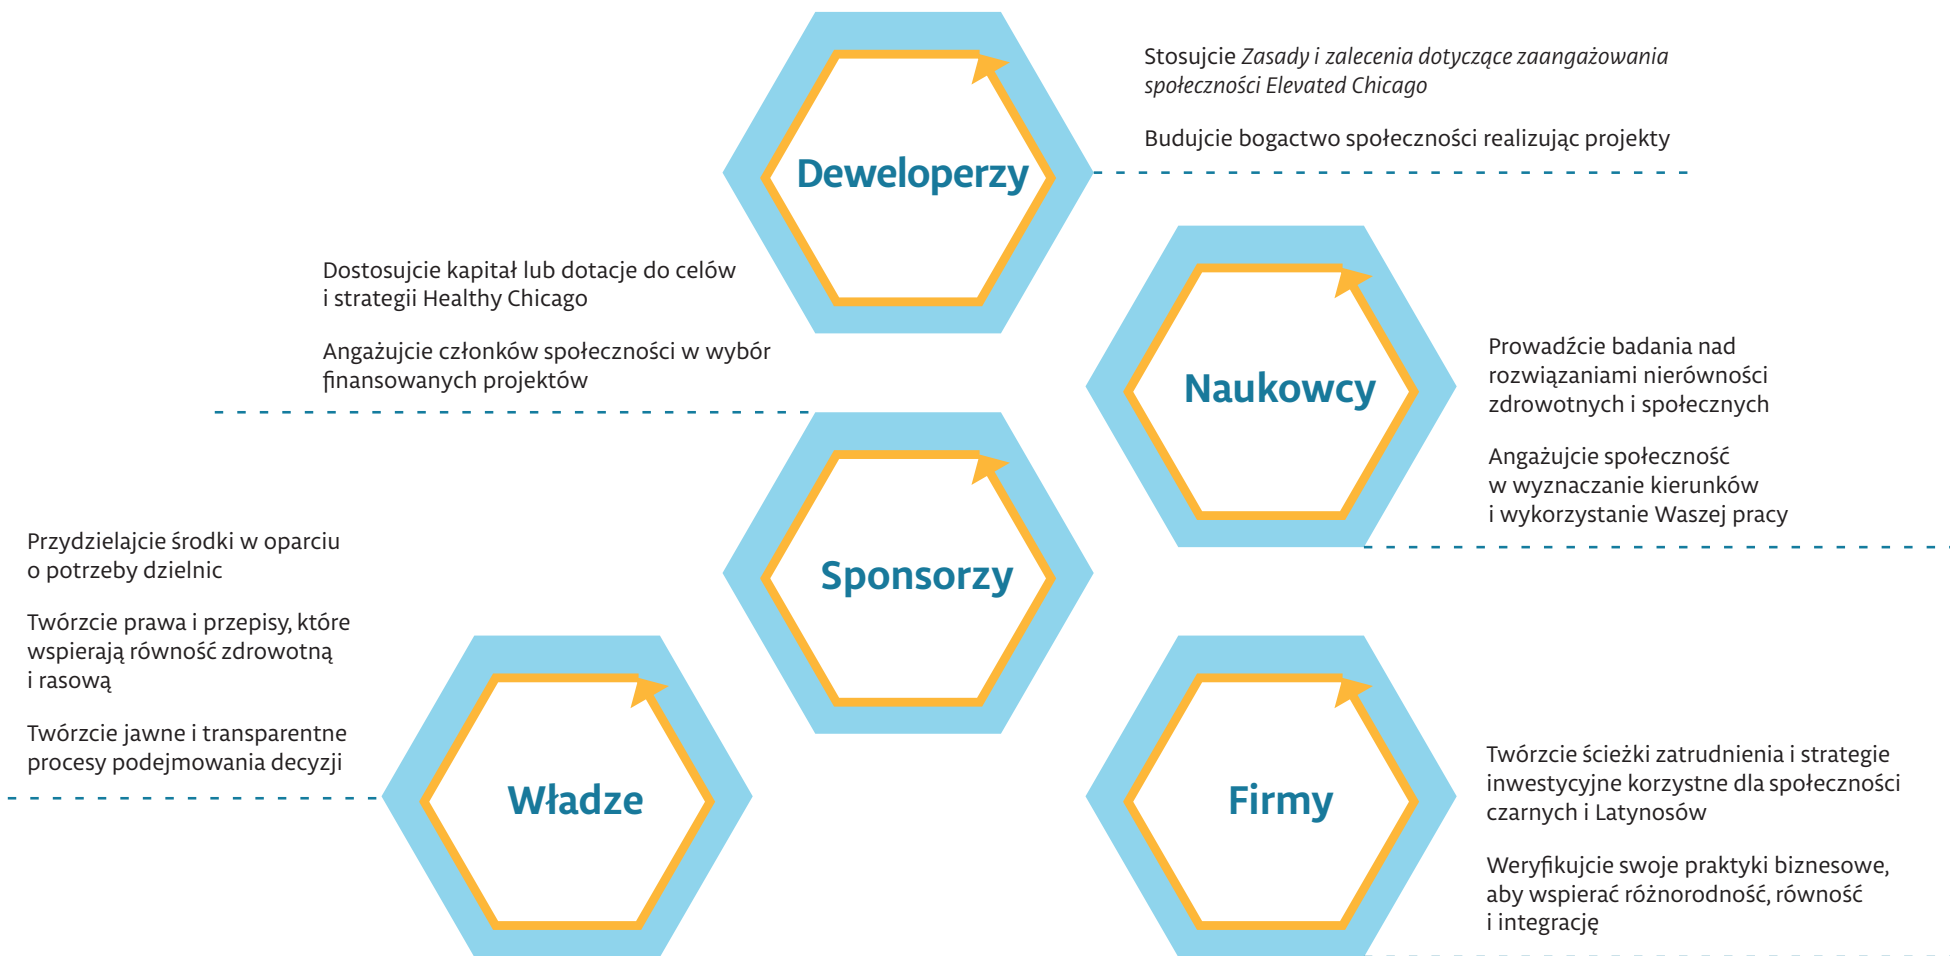 Deweloperzy
Stosujcie Zasady i zalecenia dotyczące zaangażowania
społeczności Elevated Chicago
Budujcie bogactwo społeczności realizując projekty
Dostosujcie kapitał lub dotacje do celów
i strategii Healthy Chicago
Angażujcie członków społeczności w wybór
finansowanych projektów
Sponsorzy
Naukowcy
Prowadźcie badania nad
rozwiązaniami nierówności
zdrowotnych i społecznych
Angażujcie społeczność
w wyznaczanie kierunków
i wykorzystanie Waszej pracy
Przydzielajcie środki w oparciu
o potrzeby dzielnic
Twórzcie prawa i przepisy, które
wspierają równość zdrowotną
i rasową
Twórzcie jawne i transparentne
procesy podejmowania decyzji
Władze
Firmy
Twórzcie ścieżki zatrudnienia i strategie
inwestycyjne korzystne dla społeczności
czarnych i Latynosów
Weryfikujcie swoje praktyki biznesowe,
aby wspierać różnorodność, równość
i integrację